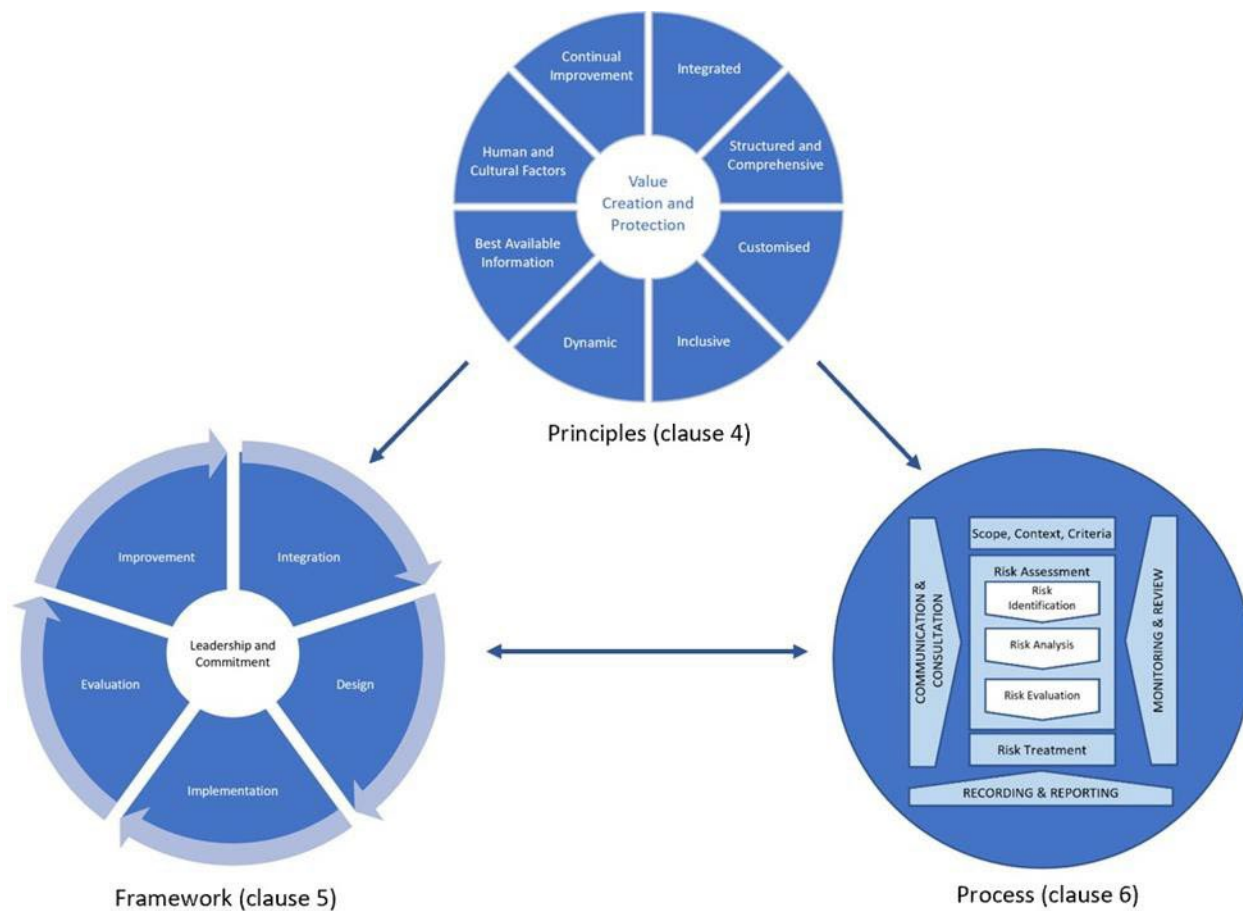 Continual
Improvement
Integrated
Structured and
Comprehensive
Customised
Inclusive
Dynamic
Best Available
Information
Human and
Cultural Factors
Value
Creation and
Protection
Principles (clause 4)
Integration
Design
Implementation
Evaluation
Improvement
Leadership and
Commitment
Framework (clause 5)
Scope, Context, Criteria
Risk Assessment
Risk
Identification
Risk Analysis
Risk Evaluation
Risk Treatment
COMMUNICATION &
CONSULTATION
MONITORING & REVIEW
RECORDING & REPORTING
Process (clause 6)